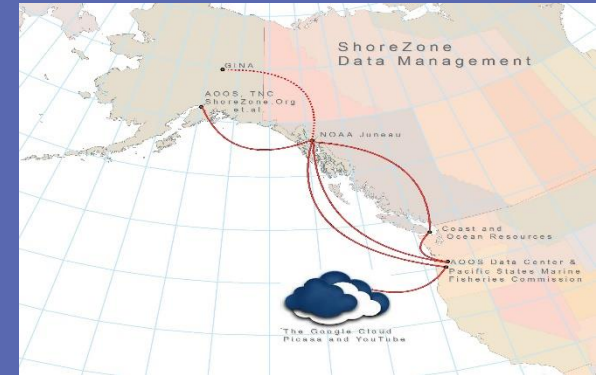 ShoreZone
Data Management
GINA
AOOS, TNC
ShoreZone.Org
et.al.
NOAA Juneau
Coast and
Ocean Resources
AOOS Data Center &
Pacific States Marine
Fisheries Commission
The Google Cloud
Picasa and YouTube